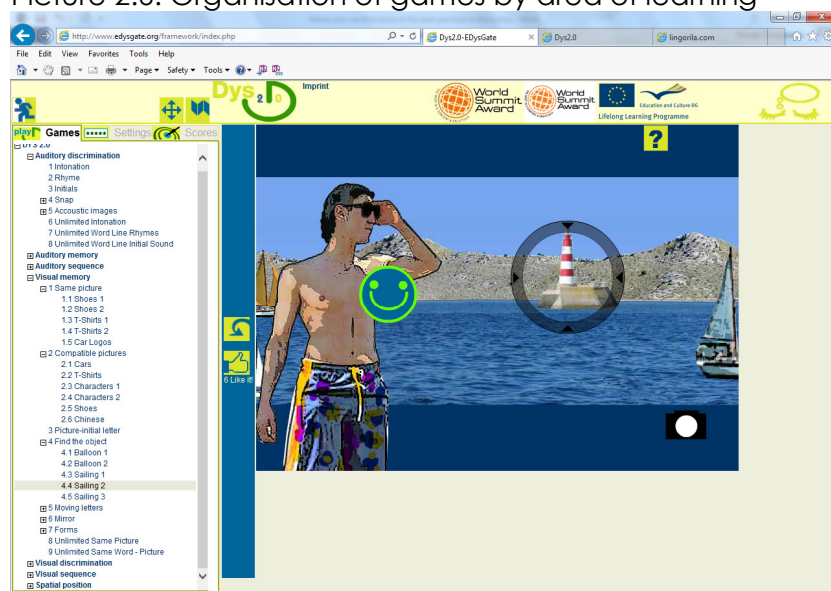 Picture 2.6: Organisation of games by area of learning
http://www.edysgate.org/framework/index.php
Dys2.0-EDysGate
Dys2.0
lingorila.com
File Edit View Favorites Tools Help
Page Safety Tools
Dys 2 0
Imprint
World Summit Award
World Summit Award
Education and Culture DG
Lifelong Learning Programme
play Games Settings Scores
DYS 2.0
Auditory discrimination
1 Intonation
2 Rhyme
3 Initials
4 Snap
5 Accoustic images
6 Unlimited Intonation
7 Unlimited Word Line Rhymes
8 Unlimited Word Line Initial Sound
Auditory memory
Auditory sequence
Visual memory
1 Same picture
1.1 Shoes 1
1.2 Shoes 2
1.3 T-Shirts 1
1.4 T-Shirts 2
1.5 Car Logos
2 Compatible pictures
2.1 Cars
2.2 T-Shirts
2.3 Characters 1
2.4 Characters 2
2.5 Shoes
2.6 Chinese
3 Picture-initial letter
4 Find the object
4.1 Balloon 1
4.2 Balloon 2
4.3 Sailing 1
4.4 Sailing 2
4.5 Sailing 3
5 Moving letters
6 Mirror
7 Forms
8 Unlimited Same Picture
9 Unlimited Same Word - Picture
Visual discrimination
Visual sequence
Spatial position
?
6 Like it!